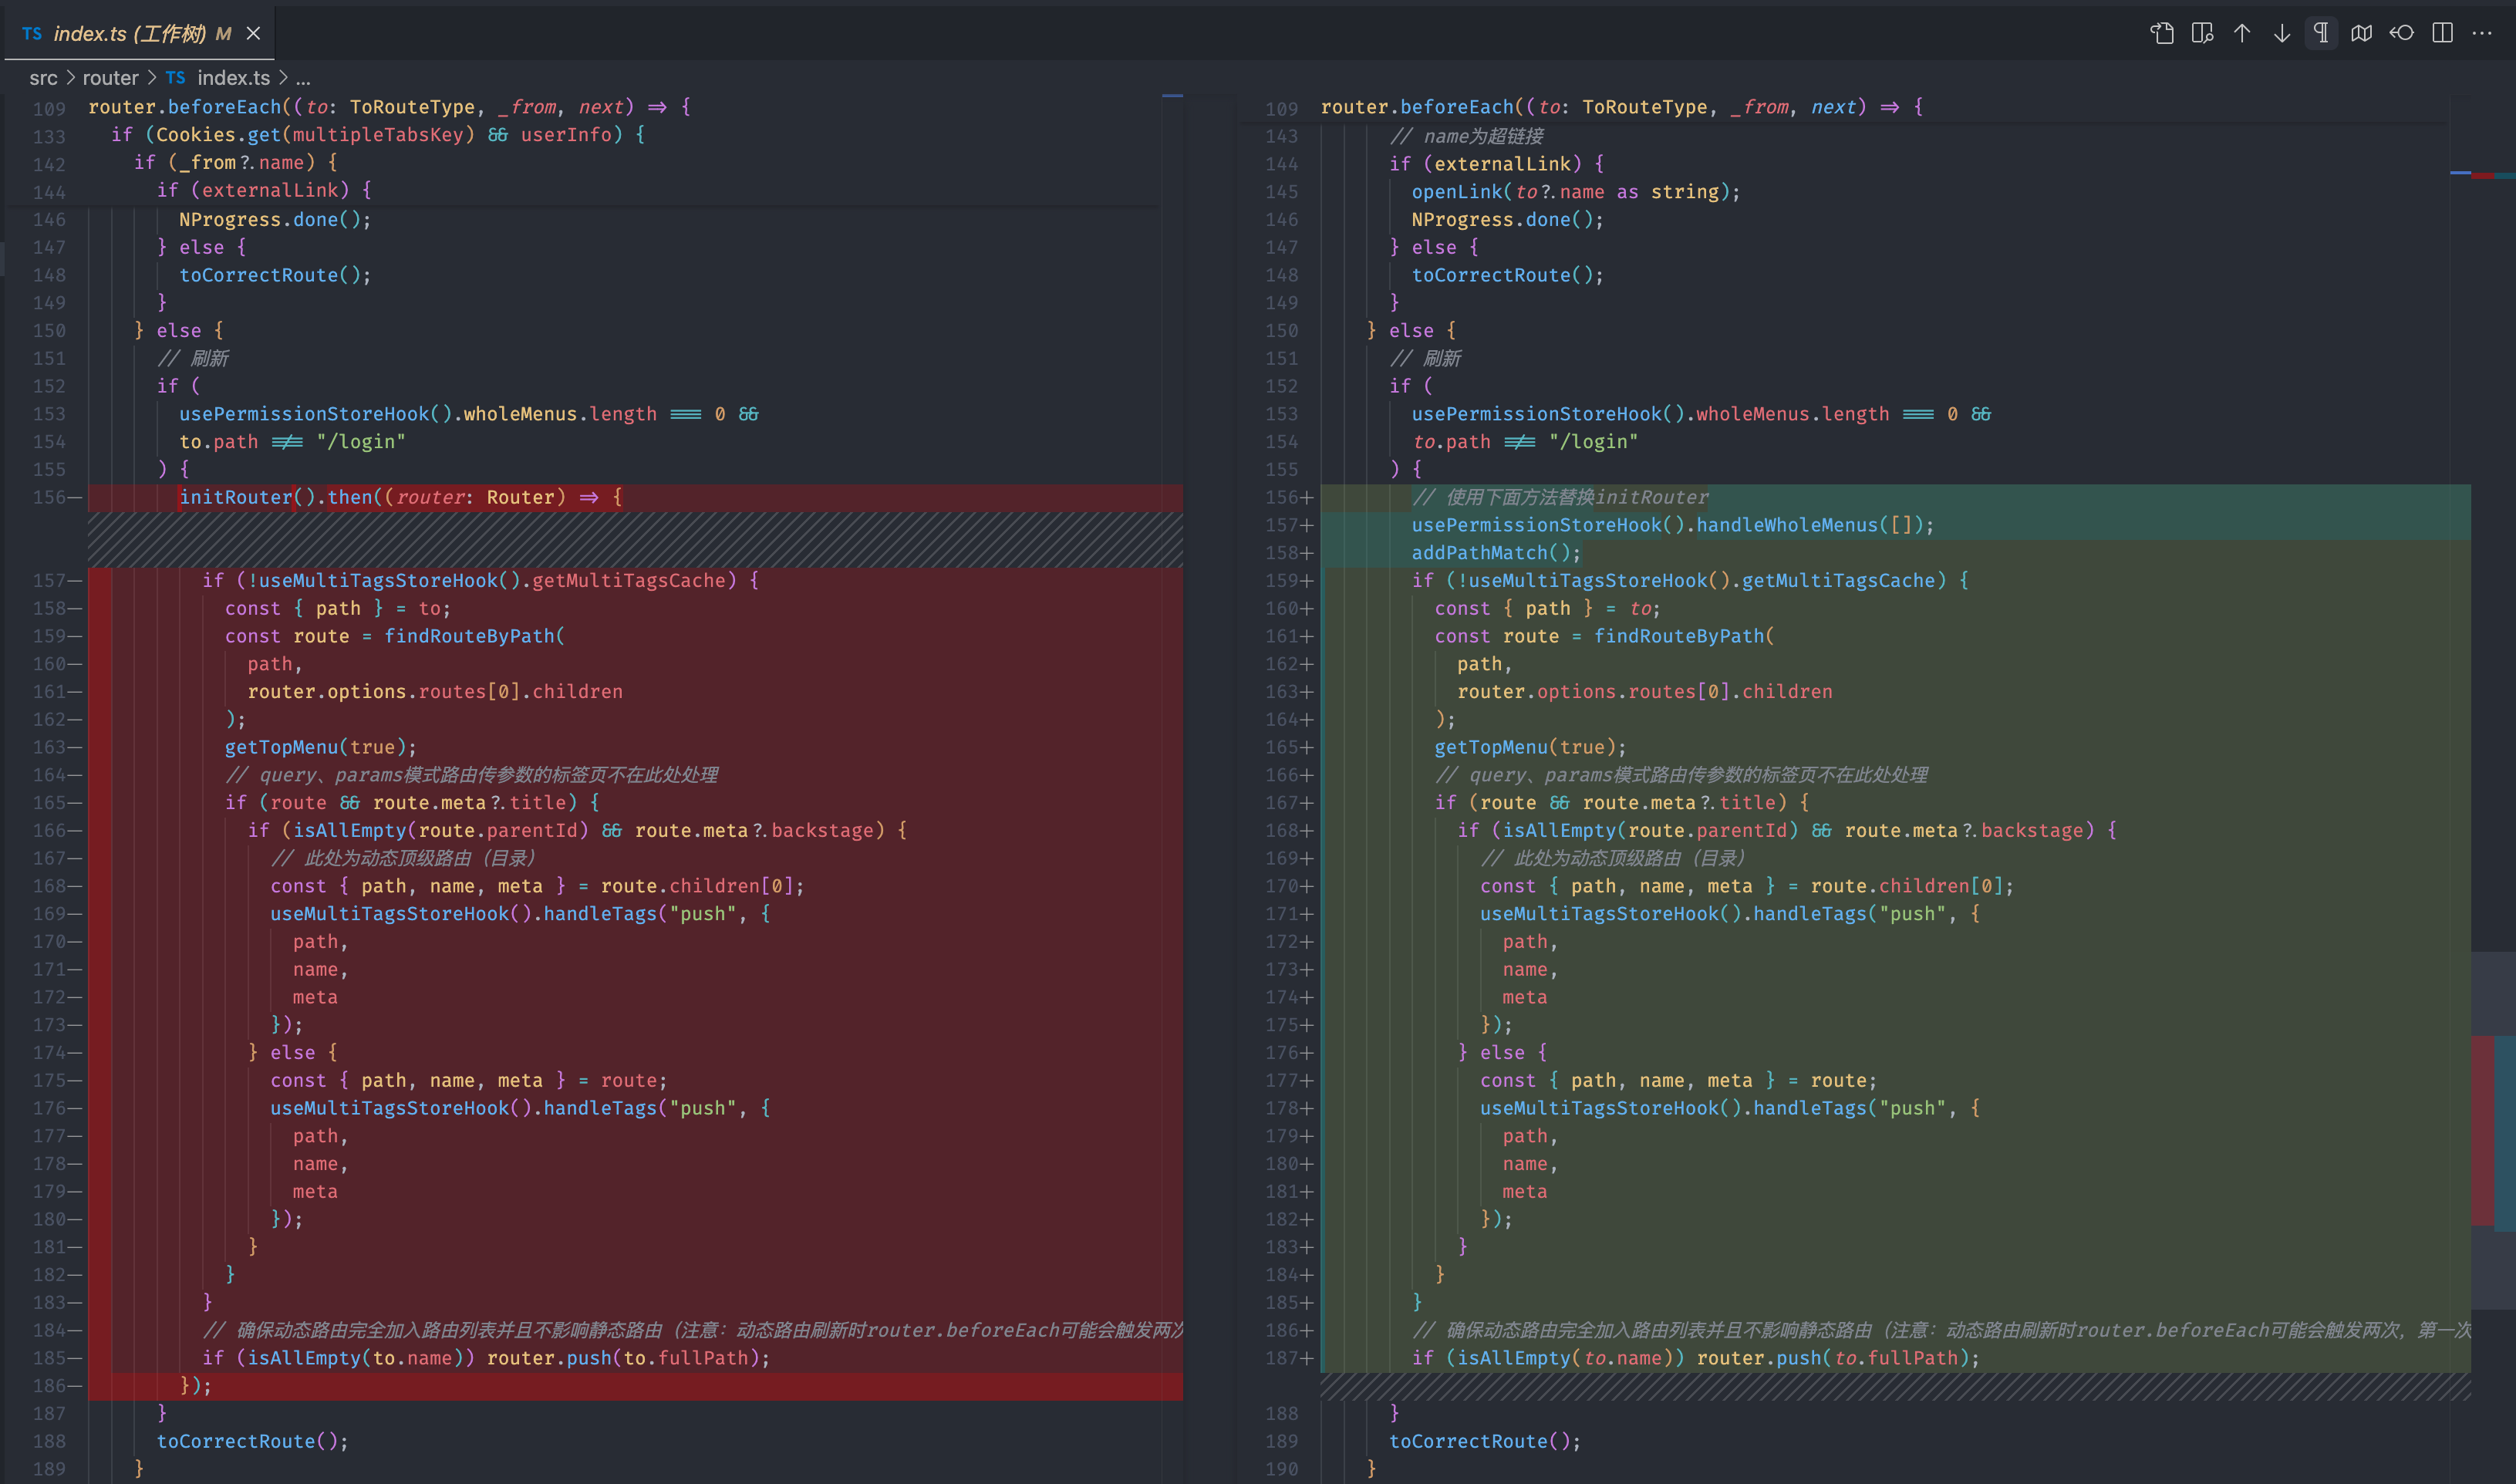 TS index.ts (工作树) M
src > router > TS index.ts > ...
109 router.beforeEach((to: ToRouteType, _from, next) => {
133 if (Cookies.get(multipleTabsKey) && userInfo) {
142 if (_from?.name) {
144 if (externalLink) {
146 NProgress.done();
147 } else {
148 toCorrectRoute();
149 }
150 } else {
151 // 刷新
152 if (
153 usePermissionStoreHook().wholeMenus.length === 0 &&
154 to.path !== "/login"
155 ) {
156— initRouter().then((router: Router) => {
157— if (!useMultiTagsStoreHook().getMultiTagsCache) {
158— const { path } = to;
159— const route = findRouteByPath(
160— path,
161— router.options.routes[0].children
162— );
163— getTopMenu(true);
164— // query、params模式路由传参数的标签页不在此处处理
165— if (route && route.meta?.title) {
166— if (isAllEmpty(route.parentId) && route.meta?.backstage) {
167— // 此处为动态顶级路由（目录）
168— const { path, name, meta } = route.children[0];
169— useMultiTagsStoreHook().handleTags("push", {
170— path,
171— name,
172— meta
173— });
174— } else {
175— const { path, name, meta } = route;
176— useMultiTagsStoreHook().handleTags("push", {
177— path,
178— name,
179— meta
180— });
181— }
182— }
183— }
184— // 确保动态路由完全加入路由列表并且不影响静态路由（注意：动态路由刷新时router.beforeEach可能会触发两次
185— if (isAllEmpty(to.name)) router.push(to.fullPath);
186— });
187 }
188 toCorrectRoute();
189 }
109 router.beforeEach((to: ToRouteType, _from, next) => {
143 // name为超链接
144 if (externalLink) {
145 openLink(to?.name as string);
146 NProgress.done();
147 } else {
148 toCorrectRoute();
149 }
150 } else {
151 // 刷新
152 if (
153 usePermissionStoreHook().wholeMenus.length === 0 &&
154 to.path !== "/login"
155 ) {
156+ // 使用下面方法替换initRouter
157+ usePermissionStoreHook().handleWholeMenus([]);
158+ addPathMatch();
159+ if (!useMultiTagsStoreHook().getMultiTagsCache) {
160+ const { path } = to;
161+ const route = findRouteByPath(
162+ path,
163+ router.options.routes[0].children
164+ );
165+ getTopMenu(true);
166+ // query、params模式路由传参数的标签页不在此处处理
167+ if (route && route.meta?.title) {
168+ if (isAllEmpty(route.parentId) && route.meta?.backstage) {
169+ // 此处为动态顶级路由（目录）
170+ const { path, name, meta } = route.children[0];
171+ useMultiTagsStoreHook().handleTags("push", {
172+ path,
173+ name,
174+ meta
175+ });
176+ } else {
177+ const { path, name, meta } = route;
178+ useMultiTagsStoreHook().handleTags("push", {
179+ path,
180+ name,
181+ meta
182+ });
183+ }
184+ }
185+ }
186+ // 确保动态路由完全加入路由列表并且不影响静态路由（注意：动态路由刷新时router.beforeEach可能会触发两次，第一次
187+ if (isAllEmpty(to.name)) router.push(to.fullPath);
188 }
189 toCorrectRoute();
190 }